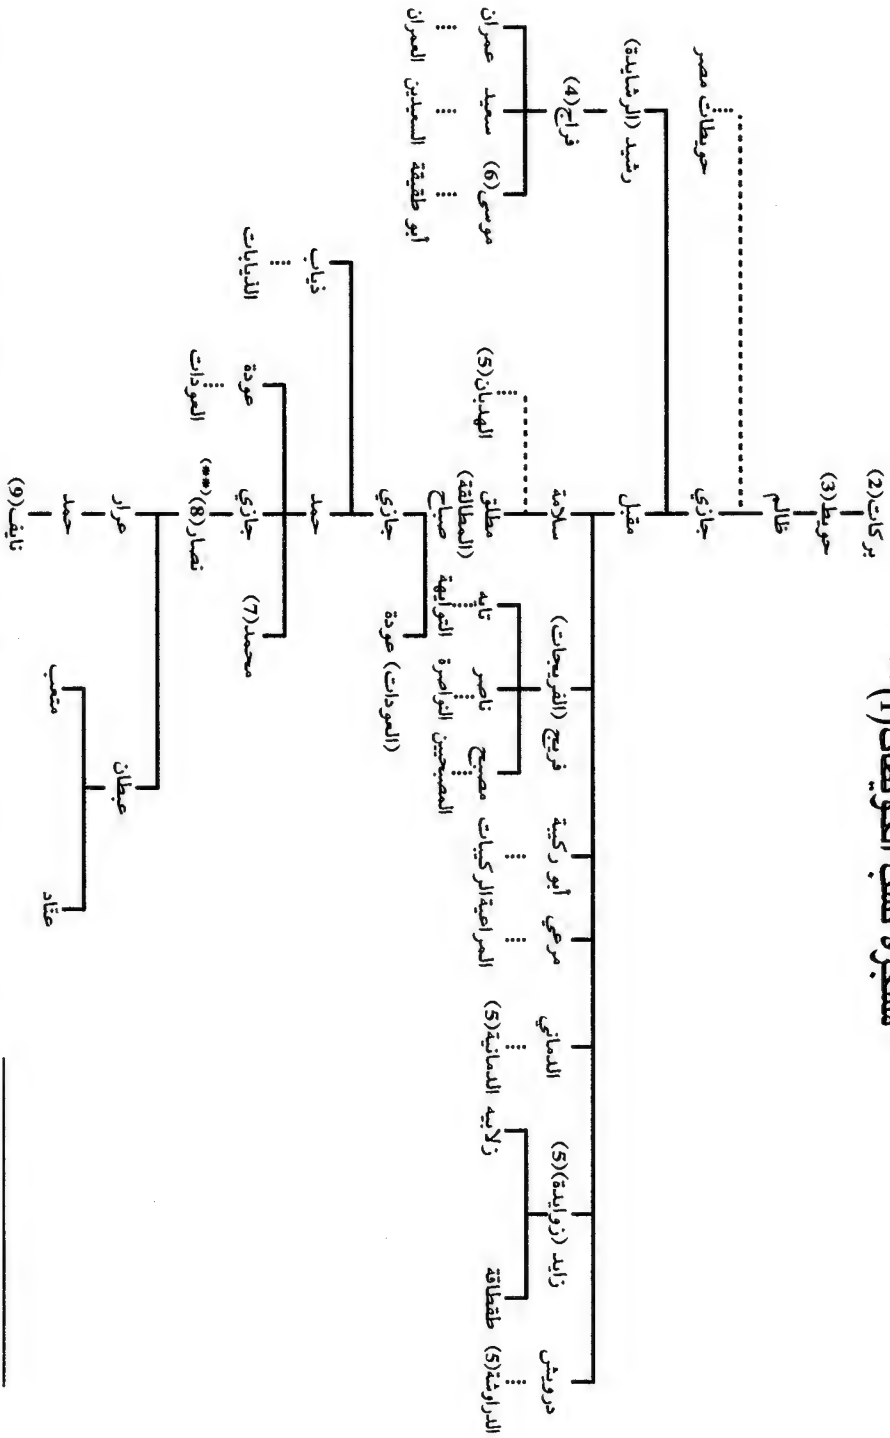 مشجرة نسب الحويطات(1)
بركات(2)
حويط(3)
ظالم
جازي حويطات مصر
مقبل رشيد (الرشايدة)
درويش زايد (زوايدة)(5) الدماني مرعي أبو ركيبة فريج (الفريجات) سلامة فراج(4)
الدراوشة(5) طقطاقة زلابيه الدمانية(5) المراعية الركيبات مصبح ناصر تايه مطلق الهدبان(5) موسى(6) سعيد عمران
(المطالقة)
المصبحيين النواصرة التوايهة صباح أبو طقيقة السعيديين العمران
عودة (العودات) جازي
حمد ذياب
محمد(7) جازي عودة الذيابات
نصار(8)(**) العودات
عبطان عرار
عناد متعب حمد
نايف(9)